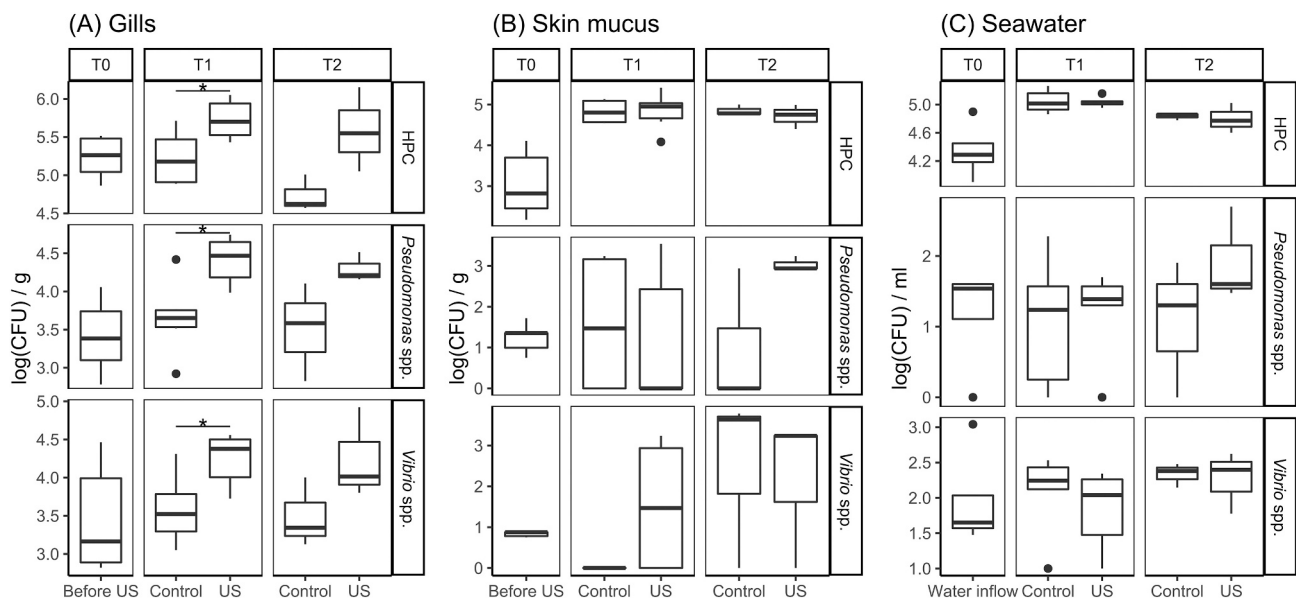 (A) Gills
(B) Skin mucus
(C) Seawater
T0
T1
T2
T0
T1
T2
T0
T1
T2
log(CFU) / g
6.0
5.5
5.0
4.5
*
HPC
4.5
4.0
3.5
3.0
*
Pseudomonas spp.
5.0
4.5
4.0
3.5
3.0
*
Vibrio spp.
Before US
Control
US
Control
US
log(CFU) / g
5
4
3
HPC
3
2
1
0
Pseudomonas spp.
3
2
1
0
Vibrio spp.
Before US
Control
US
Control
US
log(CFU) / ml
5.0
4.6
4.2
HPC
2
1
0
Pseudomonas spp.
3.0
2.5
2.0
1.5
1.0
Vibrio spp.
Water inflow
Control
US
Control
US